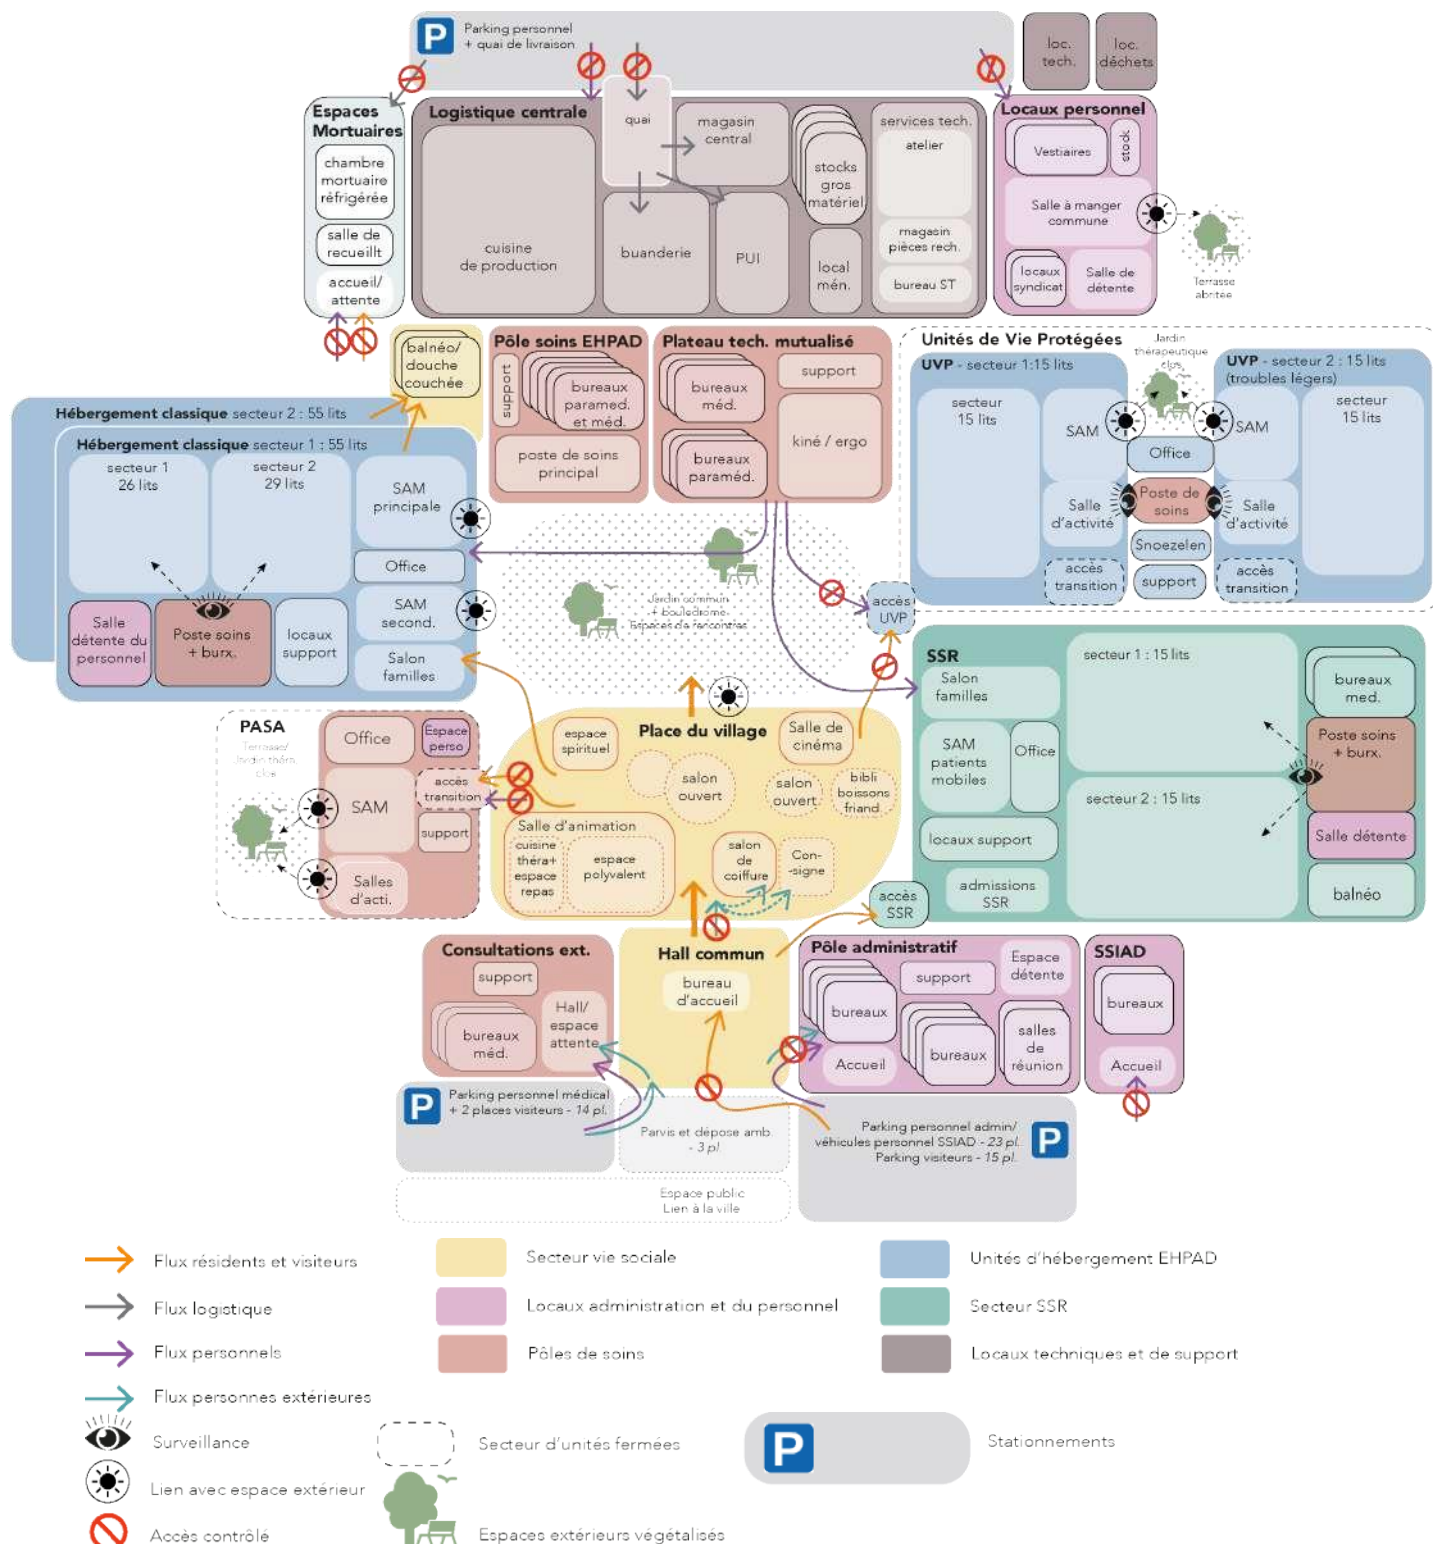 P
Parking personnel
+ quai de livraison
loc.
tech.
loc.
déchets
Espaces
Mortuaires
chambre
mortuaire
réfrigérée
salle de
recueillt
accueil/
attente
Logistique centrale
cuisine
de production
quai
magasin
central
buanderie
PUI
stocks
gros
matériel
local
mén.
services tech.
atelier
magasin
pièces rech.
bureau ST
Locaux personnel
Vestiaires
stock
Salle à manger
commune
locaux
syndicat
Salle de
détente
Terrasse
abritée
balnéo/
douche
couchée
Pôle soins EHPAD
support
bureaux
paramed.
et méd.
poste de soins
principal
Plateau tech. mutualisé
bureaux
méd.
support
bureaux
paraméd.
kiné / ergo
Unités de Vie Protégées
Jardin
thérapeutique
clos
UVP - secteur 1:15 lits
secteur
15 lits
SAM
Salle
d'activité
accès
transition
Office
Poste de
soins
Snoezelen
support
UVP - secteur 2 : 15 lits
(troubles légers)
secteur
15 lits
SAM
Salle
d'activité
accès
transition
Hébergement classique secteur 2 : 55 lits
Hébergement classique secteur 1 : 55 lits
secteur 1
26 lits
secteur 2
29 lits
SAM
principale
Office
SAM
second.
Salon
familles
Salle
détente du
personnel
Poste soins
+ burx.
locaux
support
Jardin commun
+ boulodrome
Espaces de rencontres
accès
UVP
SSR
Salon
familles
SAM
patients
mobiles
Office
locaux support
admissions
SSR
secteur 1 : 15 lits
secteur 2 : 15 lits
bureaux
med.
Poste soins
+ burx.
Salle détente
balnéo
accès
SSR
PASA
Terrasse/
Jardin théra.
clos
Office
Espace
perso
SAM
accès
transition
support
Salles
d'acti.
Place du village
espace
spirituel
salon
ouvert
Salle de
cinéma
salon
ouvert
bibli
boissons
friand.
Salle d'animation
cuisine
théra+
espace
repas
espace
polyvalent
salon
de
coiffure
Con-
-signe
Consultations ext.
support
bureaux
méd.
Hall/
espace
attente
Hall commun
bureau
d'accueil
Pôle administratif
bureaux
support
Espace
détente
Accueil
bureaux
salles
de
réunion
SSIAD
bureaux
Accueil
P
Parking personnel médical
+ 2 places visiteurs - 14 pl.
Parvis et dépose amb.
- 3 pl
Parking personnel admin/
véhicules personnel SSIAD - 23 pl.
Parking visiteurs - 15 pl.
P
Espace public
Lien à la ville
Flux résidents et visiteurs
Flux logistique
Flux personnels
Flux personnes extérieures
Surveillance
Lien avec espace extérieur
Accès contrôlé
Secteur vie sociale
Locaux administration et du personnel
Pôles de soins
Secteur d'unités fermées
Espaces extérieurs végétalisés
Unités d'hébergement EHPAD
Secteur SSR
Locaux techniques et de support
P
Stationnements